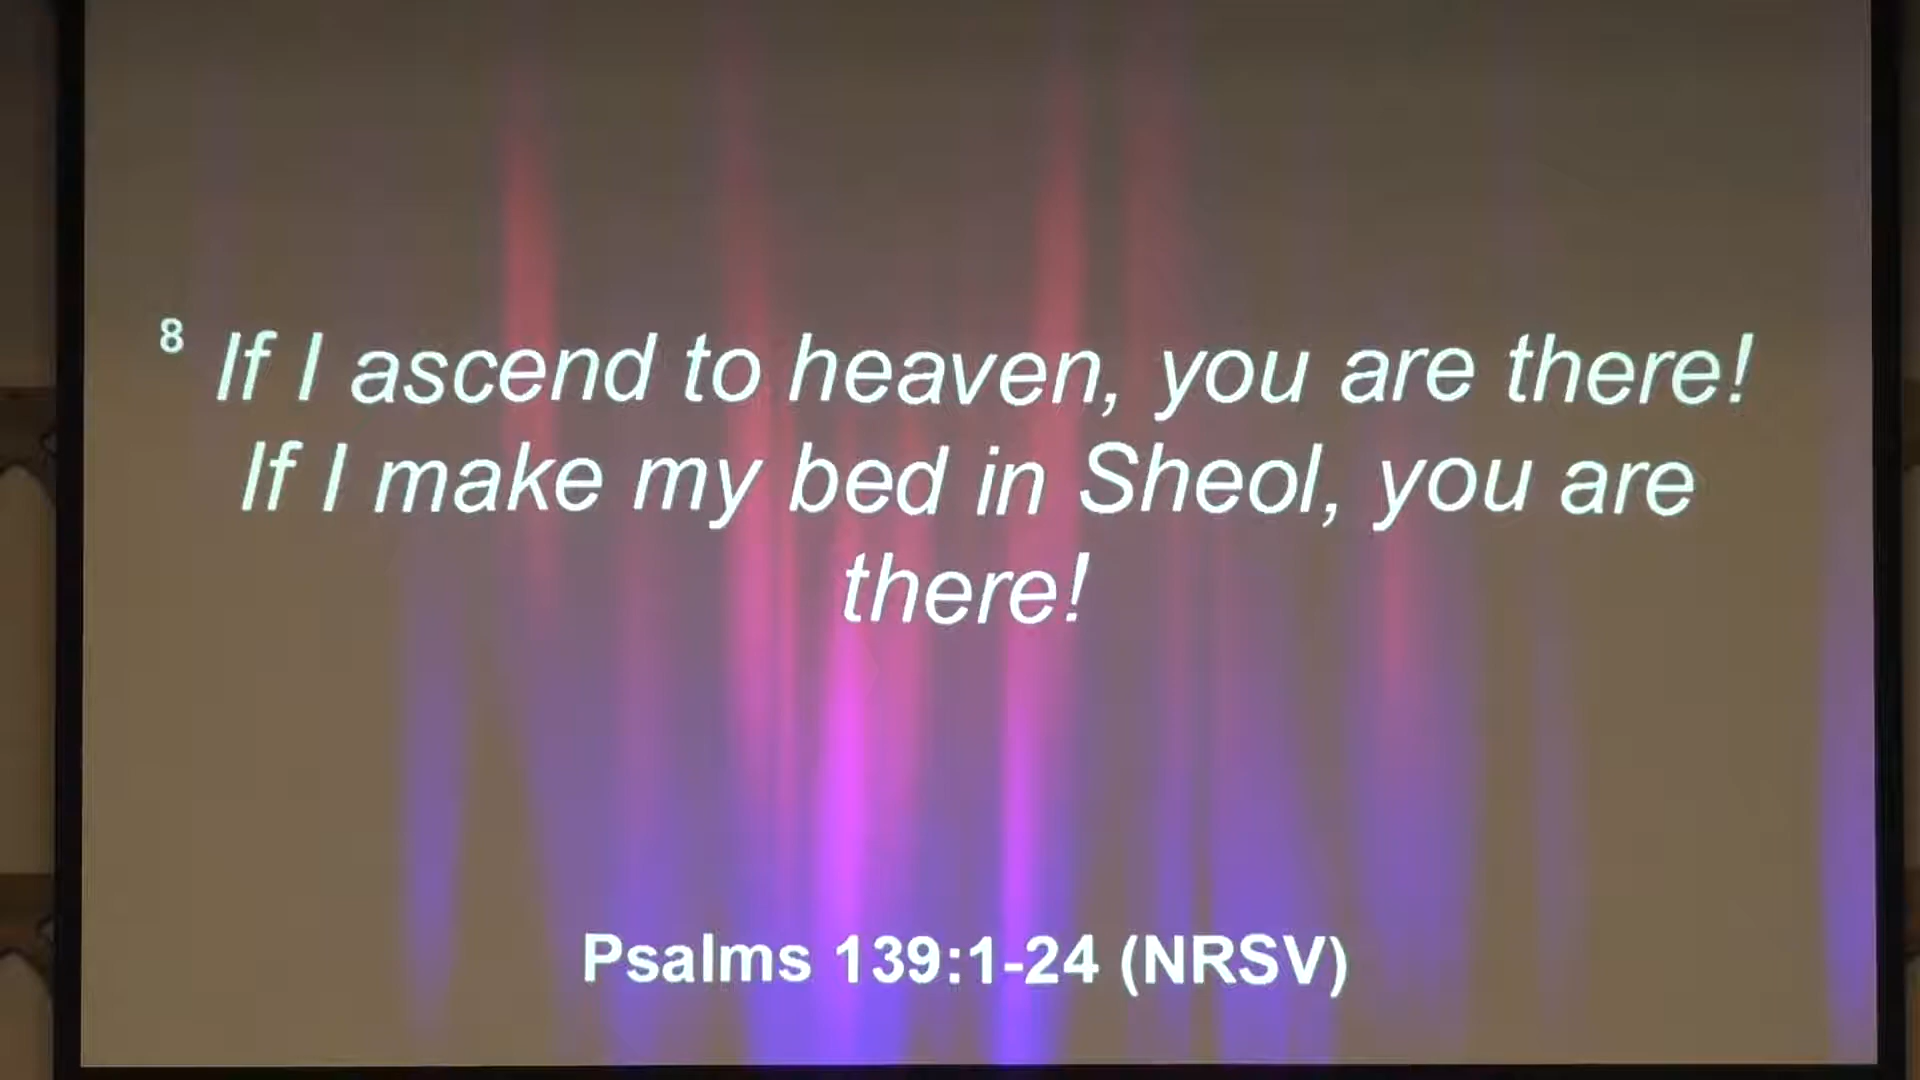 8 If I ascend to heaven, you are there!
If I make my bed in Sheol, you are
there!
Psalms 139:1-24 (NRSV)